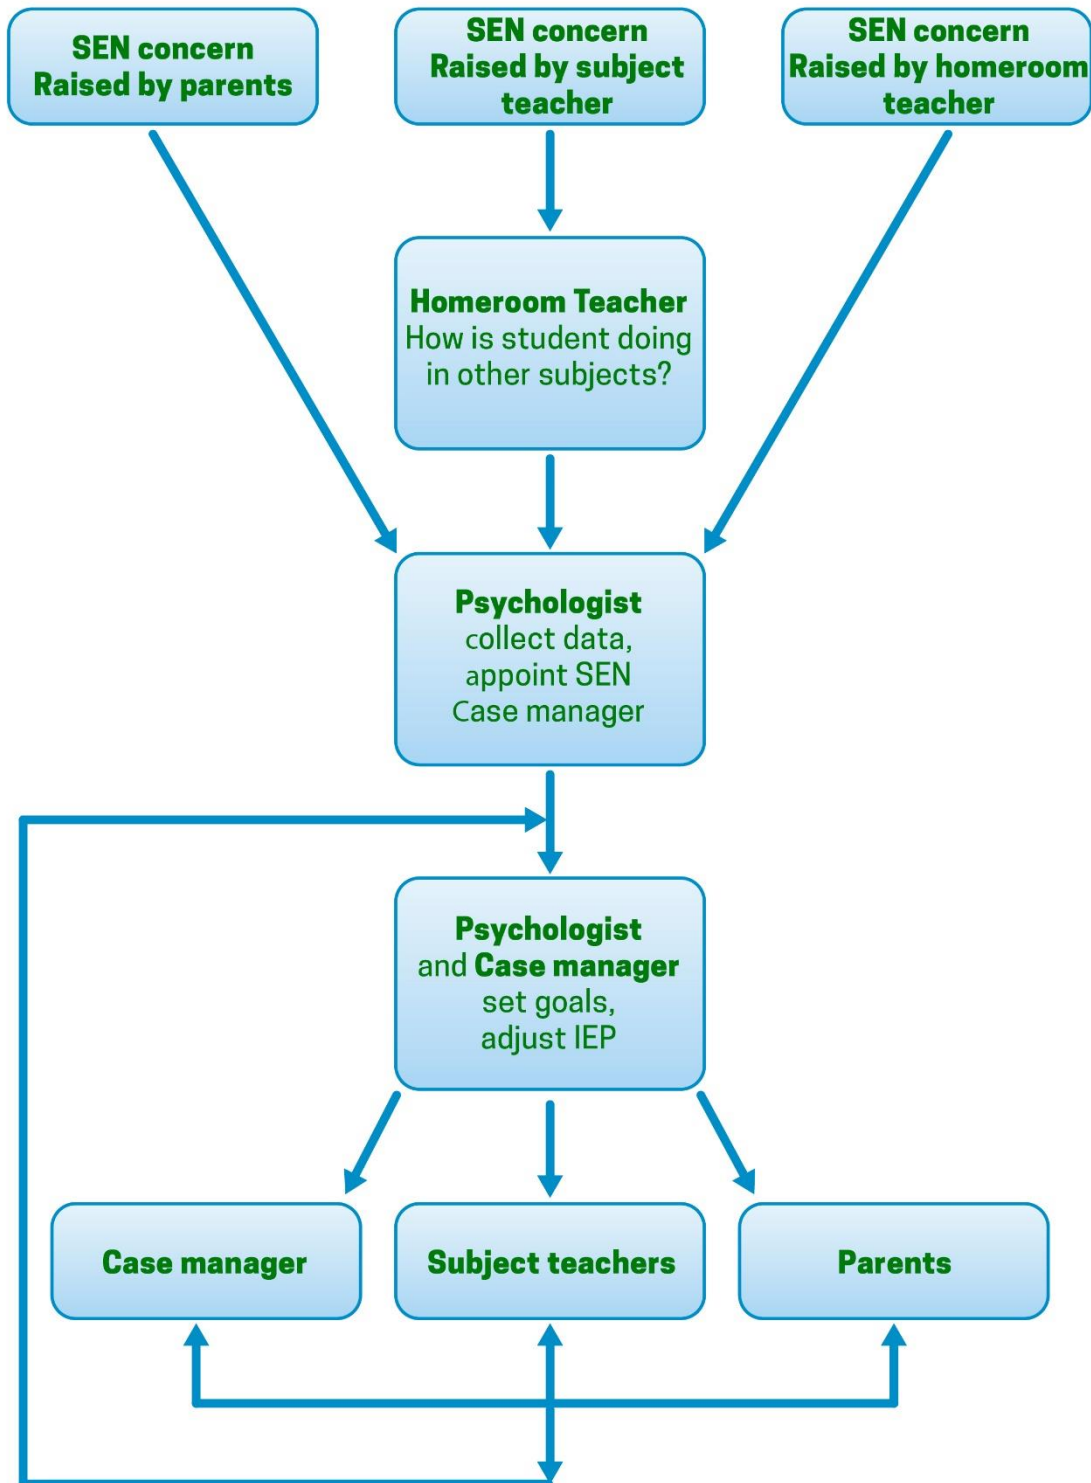 SEN concern
Raised by parents
SEN concern
Raised by subject
teacher
SEN concern
Raised by homeroom
teacher
Homeroom Teacher
How is student doing
in other subjects?
Psychologist
collect data,
appoint SEN
Case manager
Psychologist
and Case manager
set goals,
adjust IEP
Case manager
Subject teachers
Parents